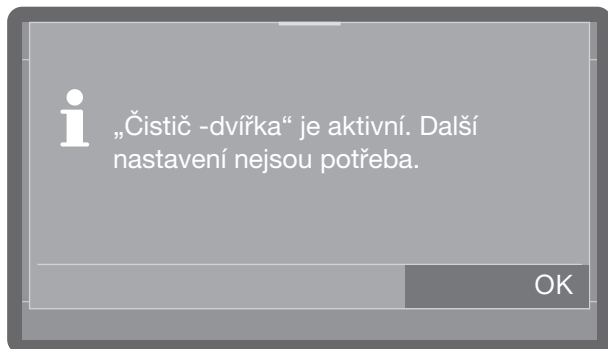 „Čistič -dvířka“ je aktivní. Další
nastavení nejsou potřeba.
OK